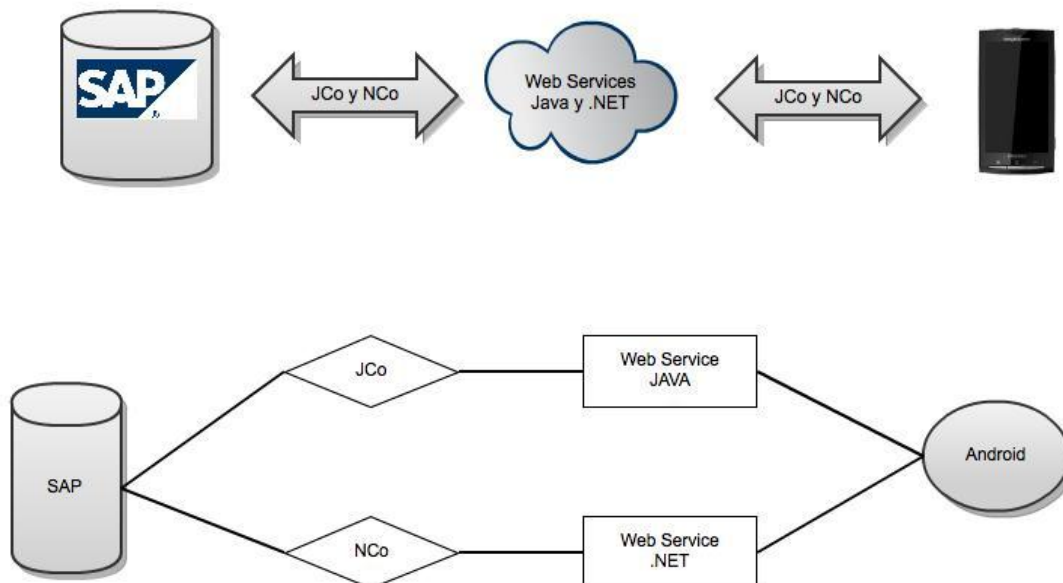 SAP
JCo y NCo
Web Services
Java y .NET
JCo y NCo
JCo
Web Service
JAVA
SAP
Android
NCo
Web Service
.NET